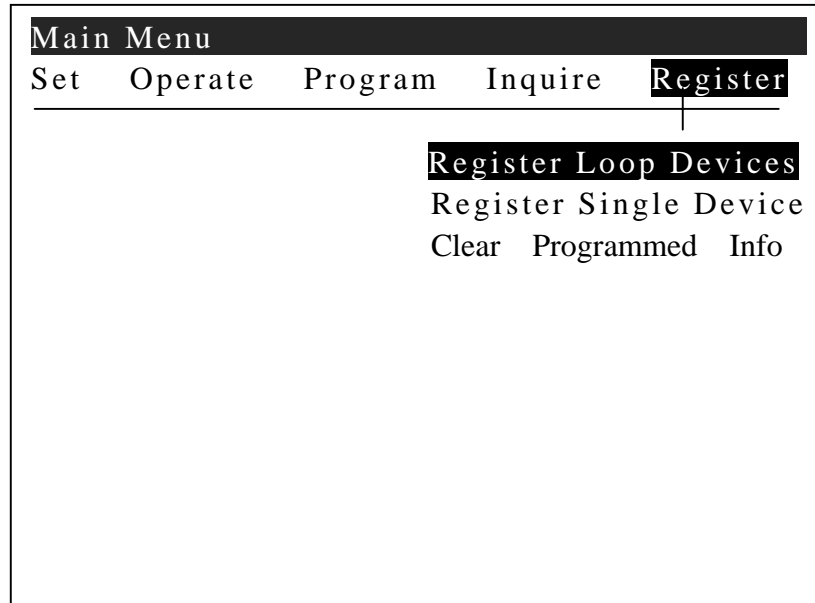 Main Menu
Set Operate Program Inquire Register
Register Loop Devices
Register Single Device
Clear Programmed Info